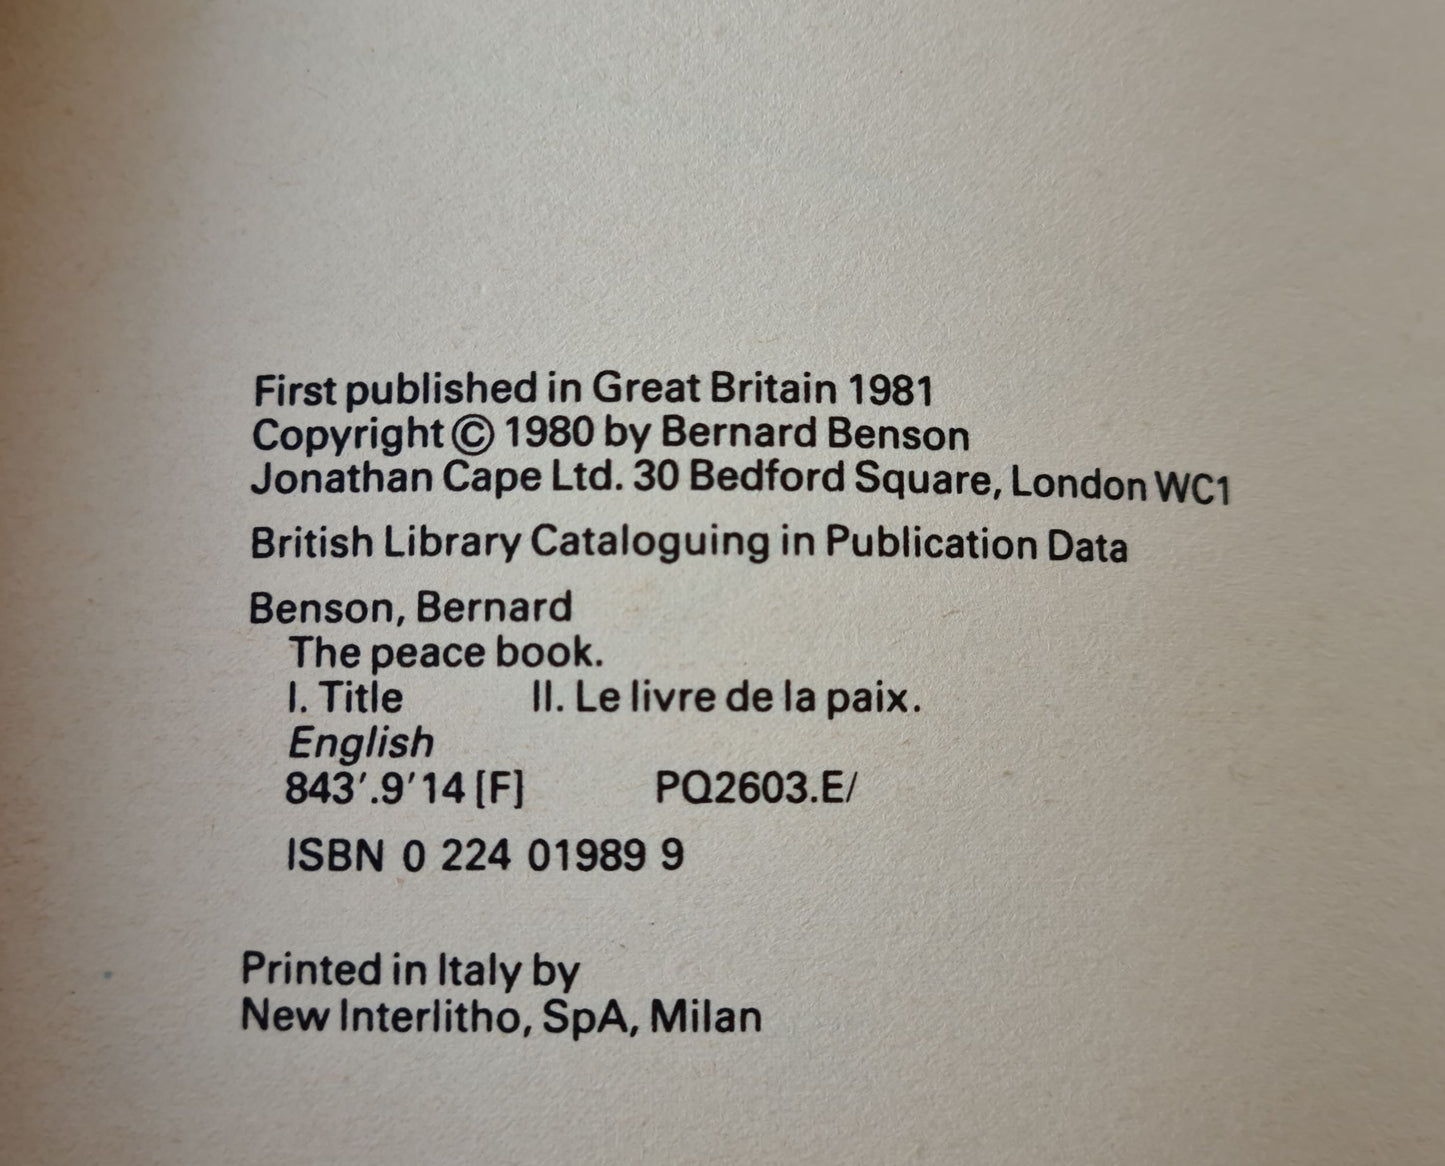 First published in Great Britain 1981
Copyright © 1980 by Bernard Benson
Jonathan Cape Ltd. 30 Bedford Square, London WC1
British Library Cataloguing in Publication Data
Benson, Bernard
The peace book.
I. Title II. Le livre de la paix.
English
843'.9'14 [F] PQ2603.E/
ISBN 0 224 01989 9
Printed in Italy by
New Interlitho, SpA, Milan